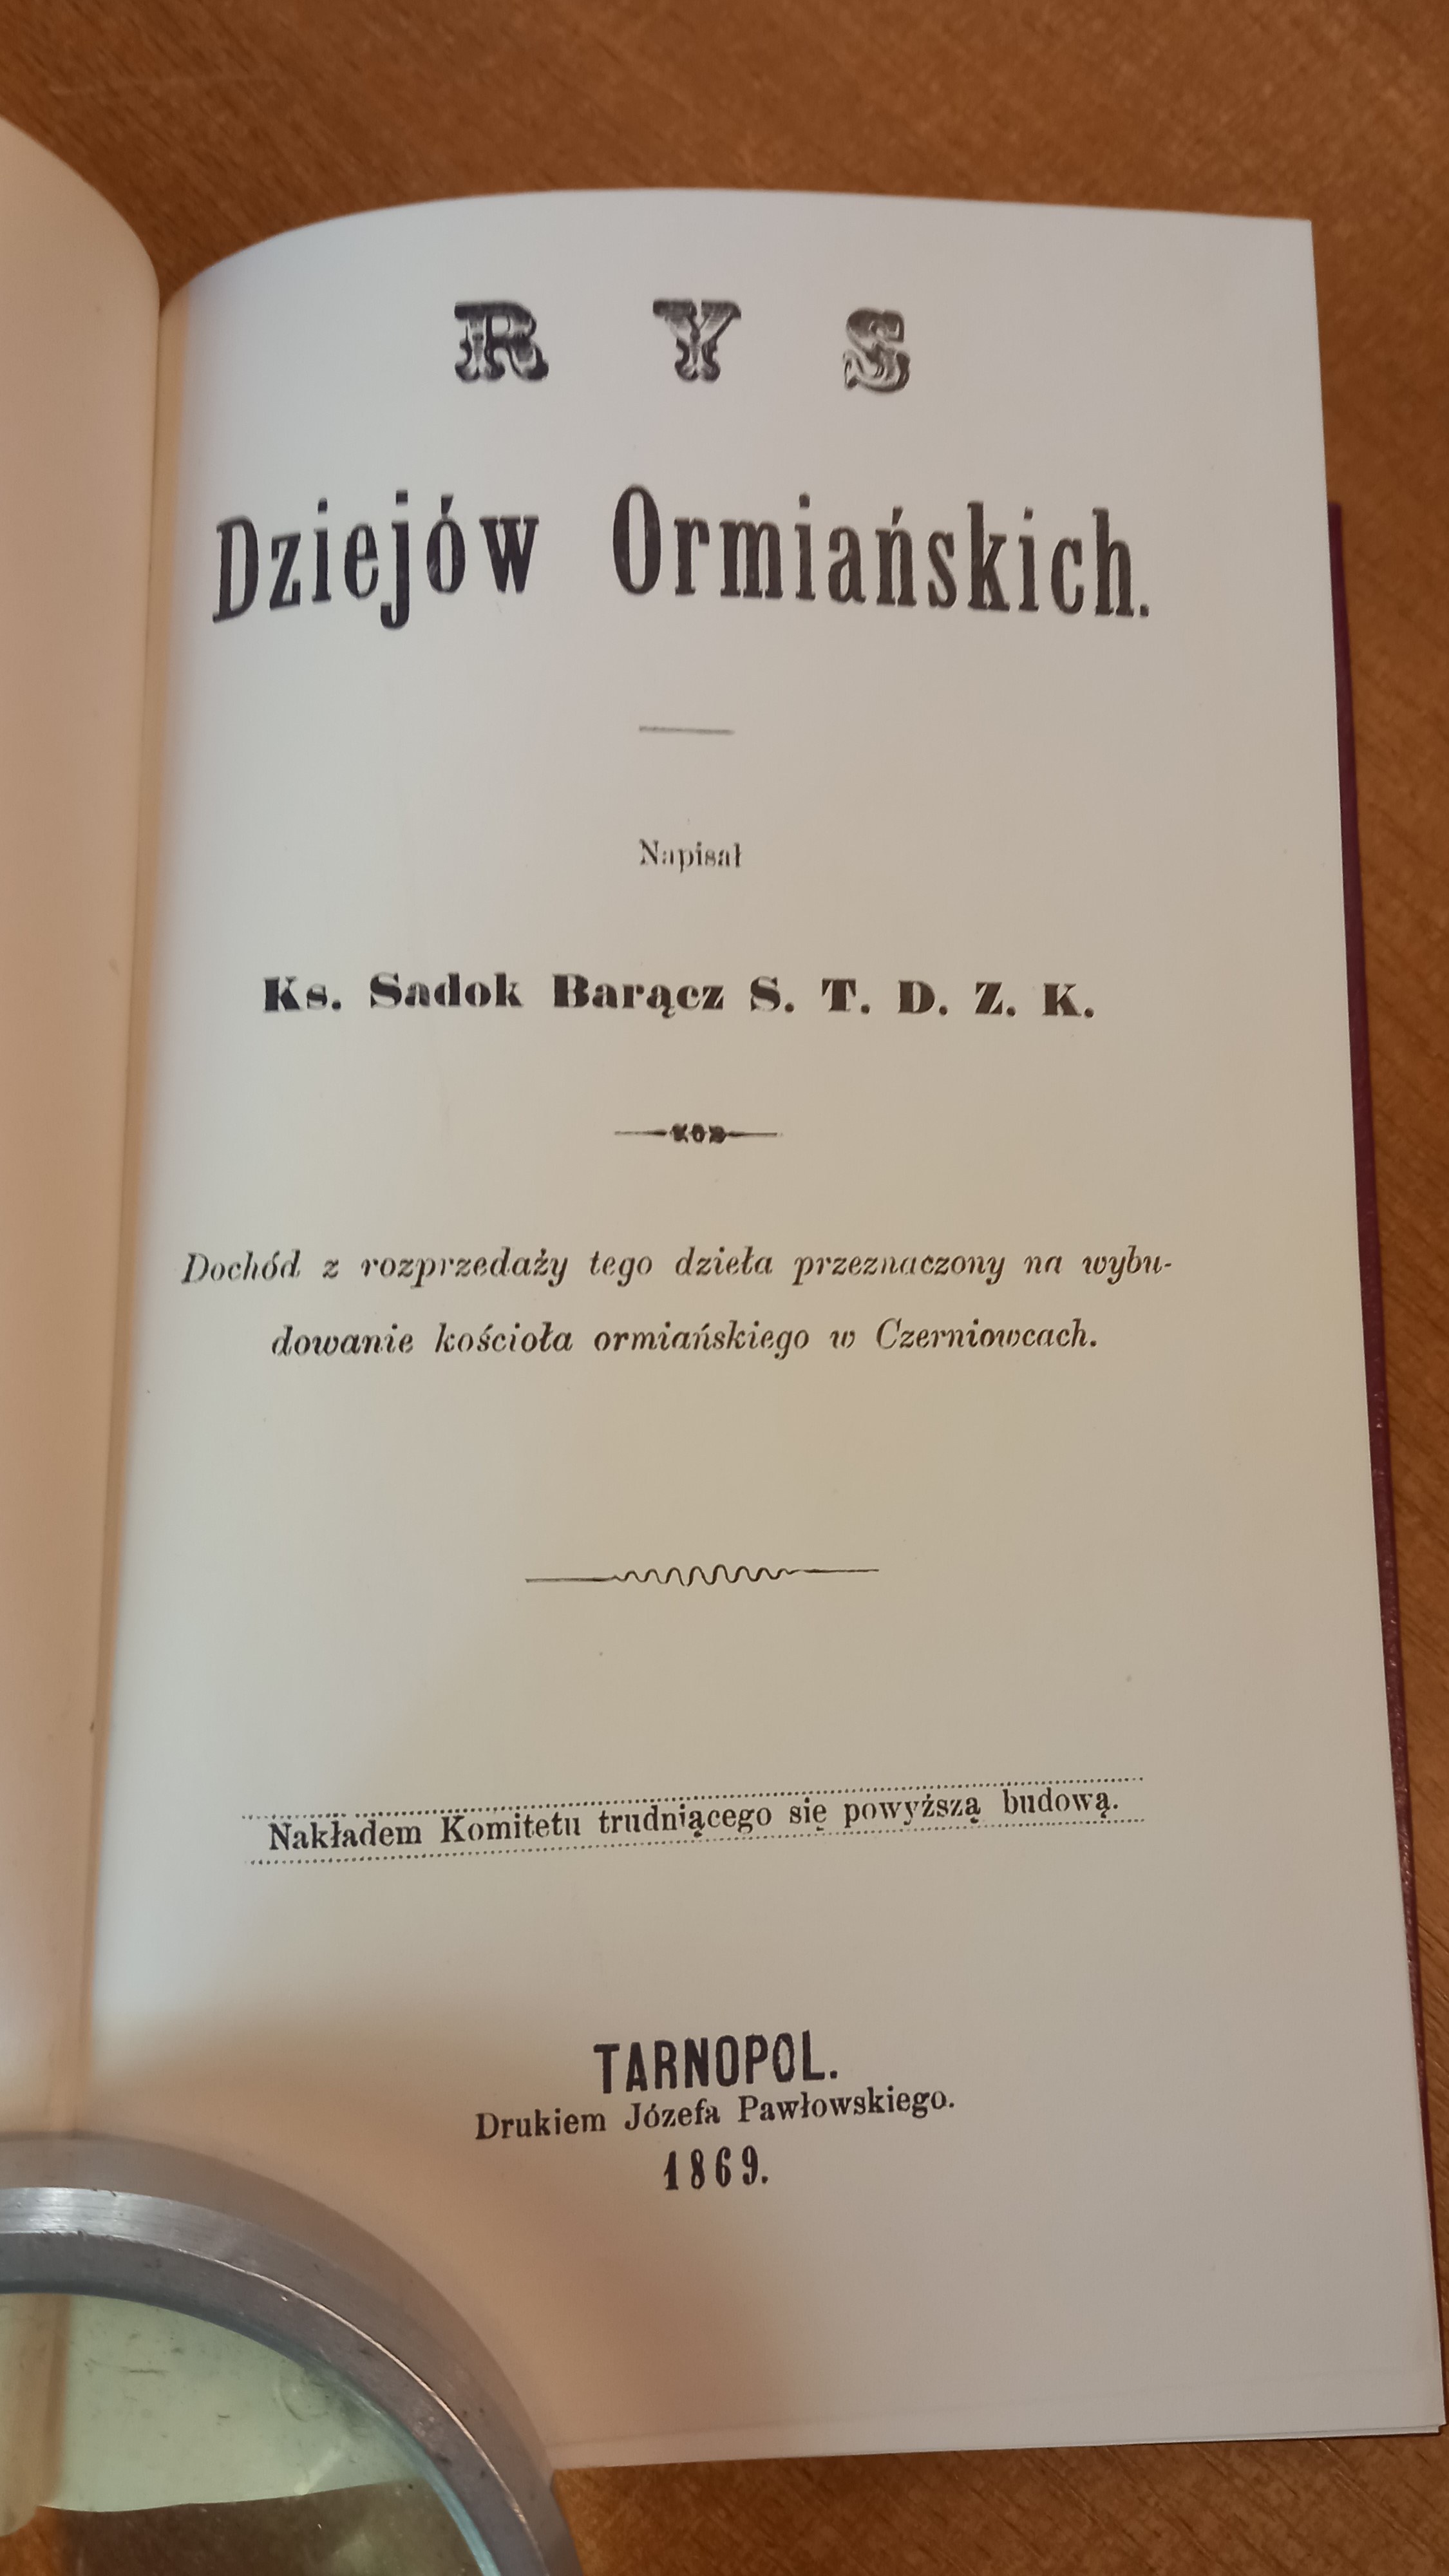 RYS
Dziejów Ormiańskich.
Napisał
Ks. Sadok Barącz S. T. D. Z. K.
Dochód z rozprzedaży tego dzieła przeznaczony na wybu-
dowanie kościoła ormiańskiego w Czerniowcach.
Nakładem Komitetu trudniącego się powyższą budową.
TARNOPOL.
Drukiem Józefa Pawłowskiego.
1869.